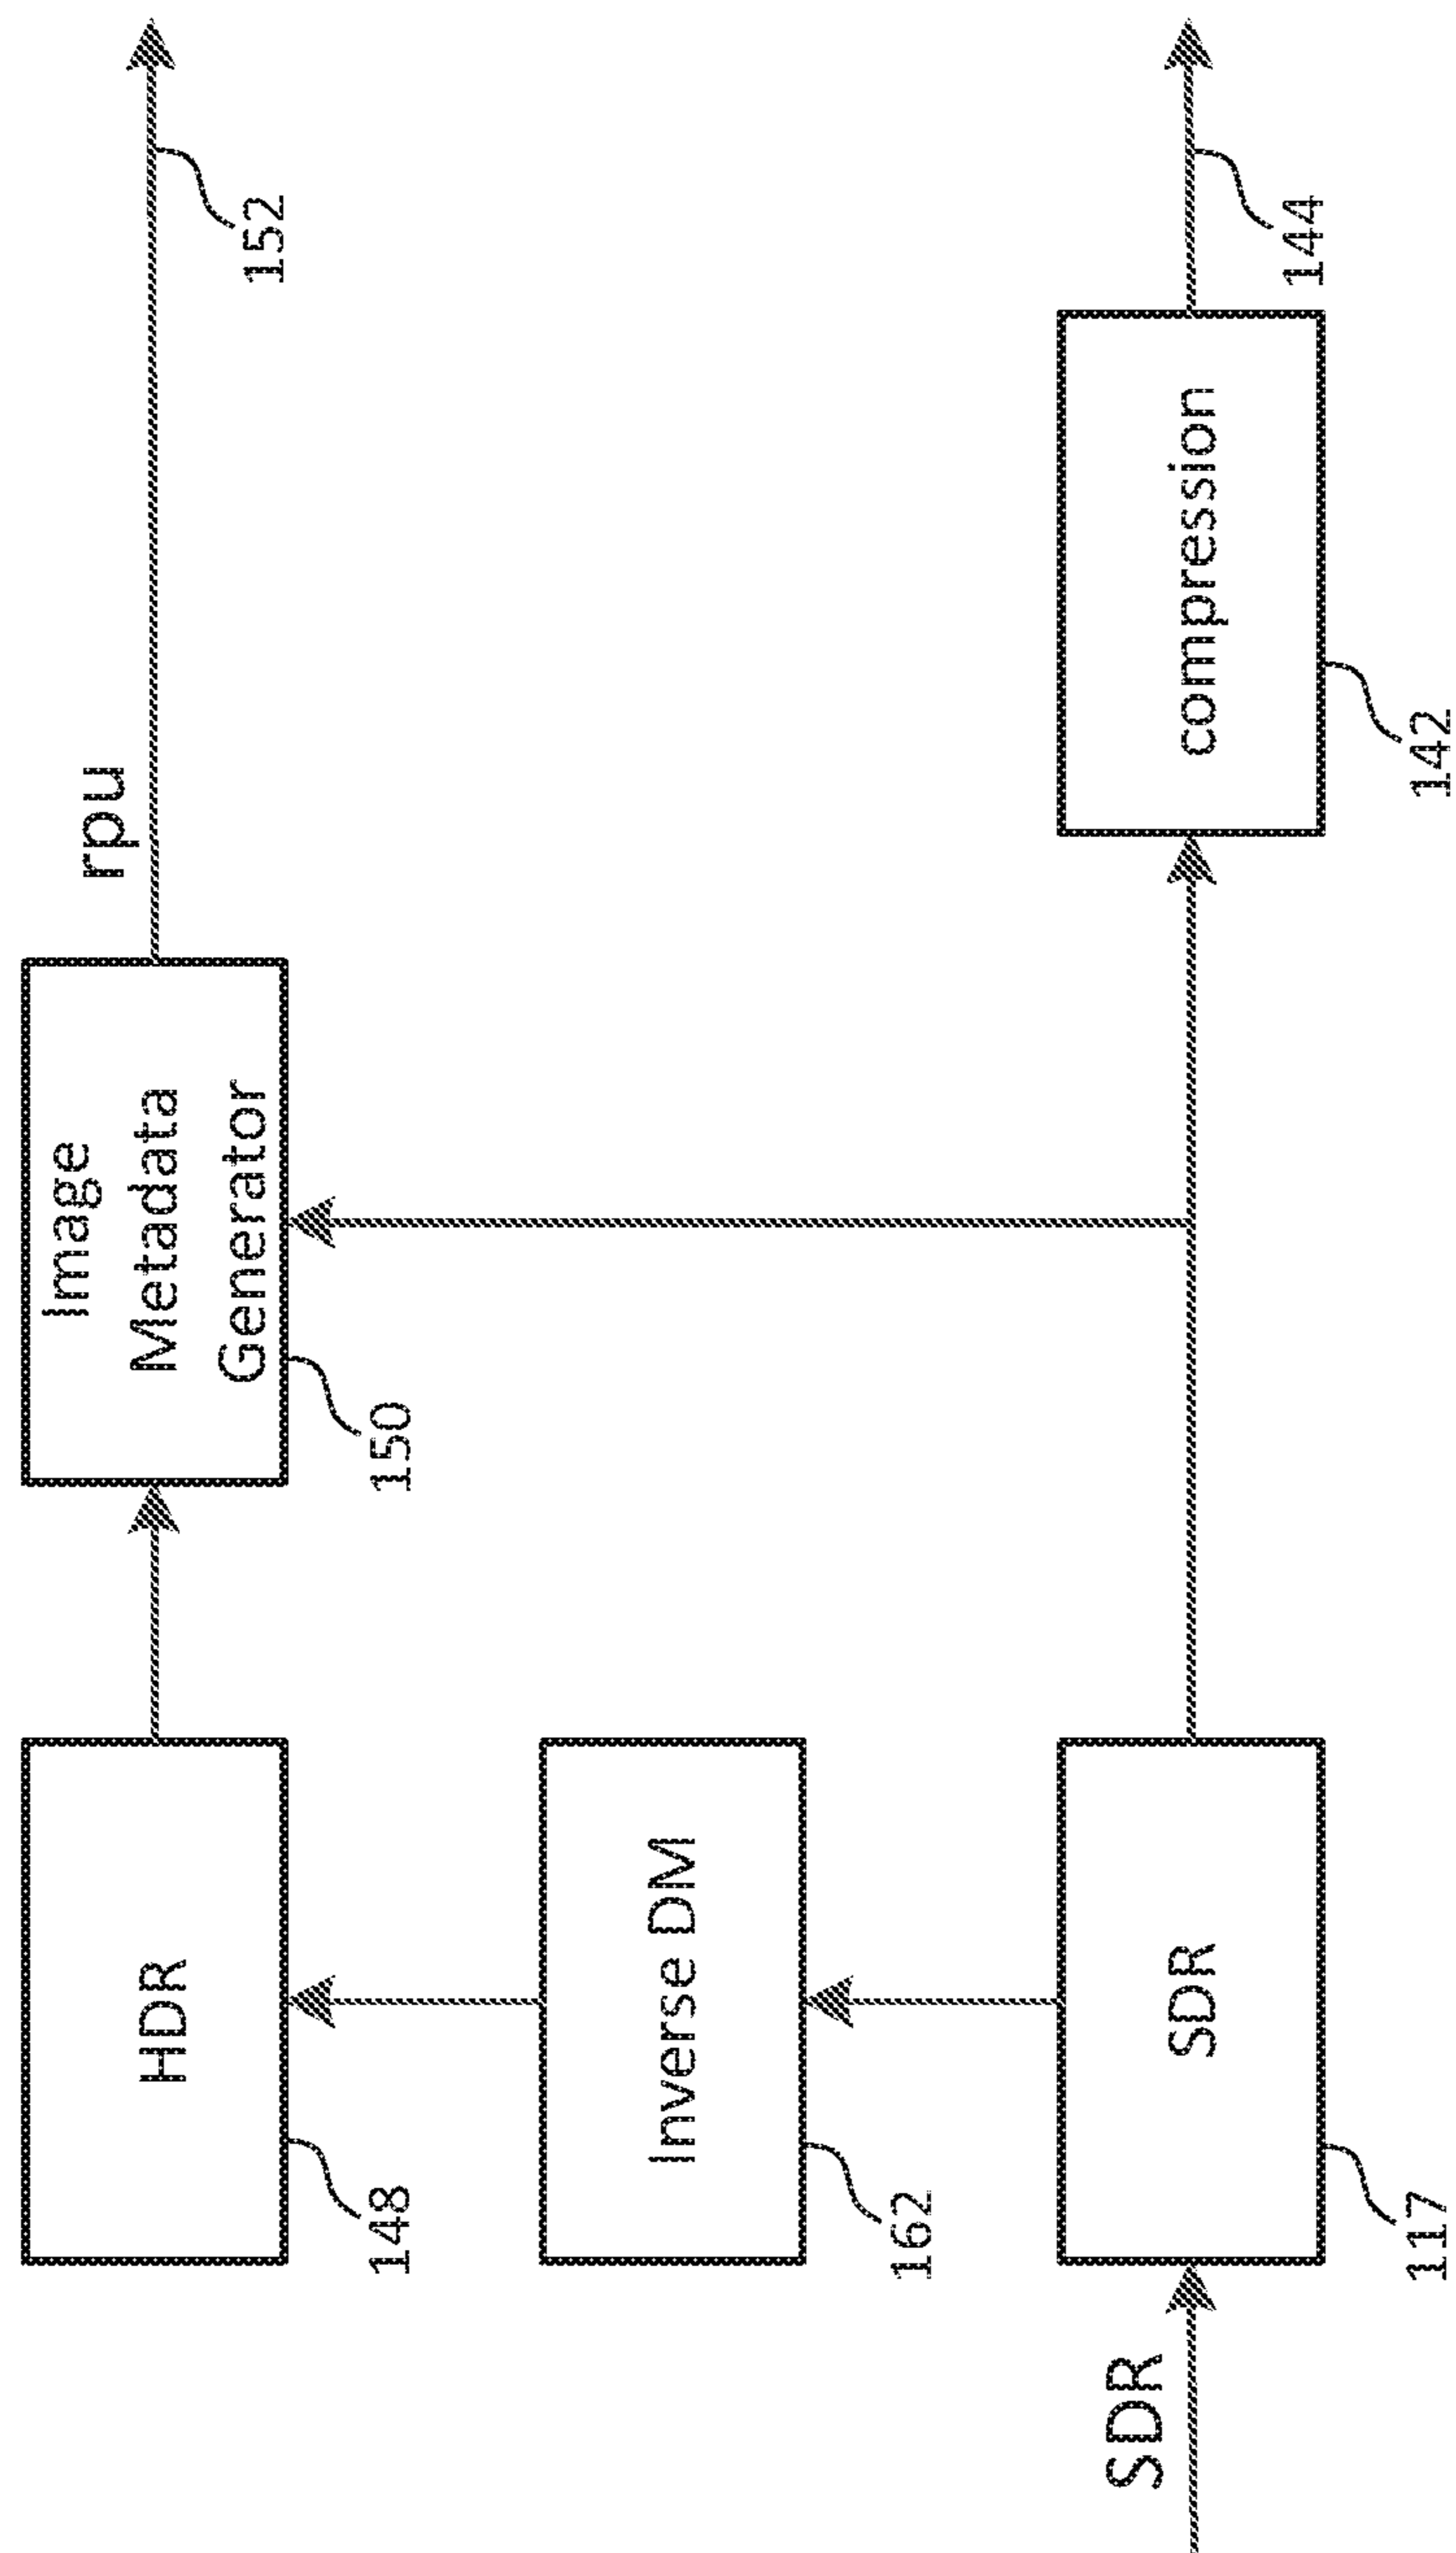 HDR
148
Image
Metadata
Generator
150
rpu
152
Inverse DM
162
SDR
SDR
117
compression
142
144